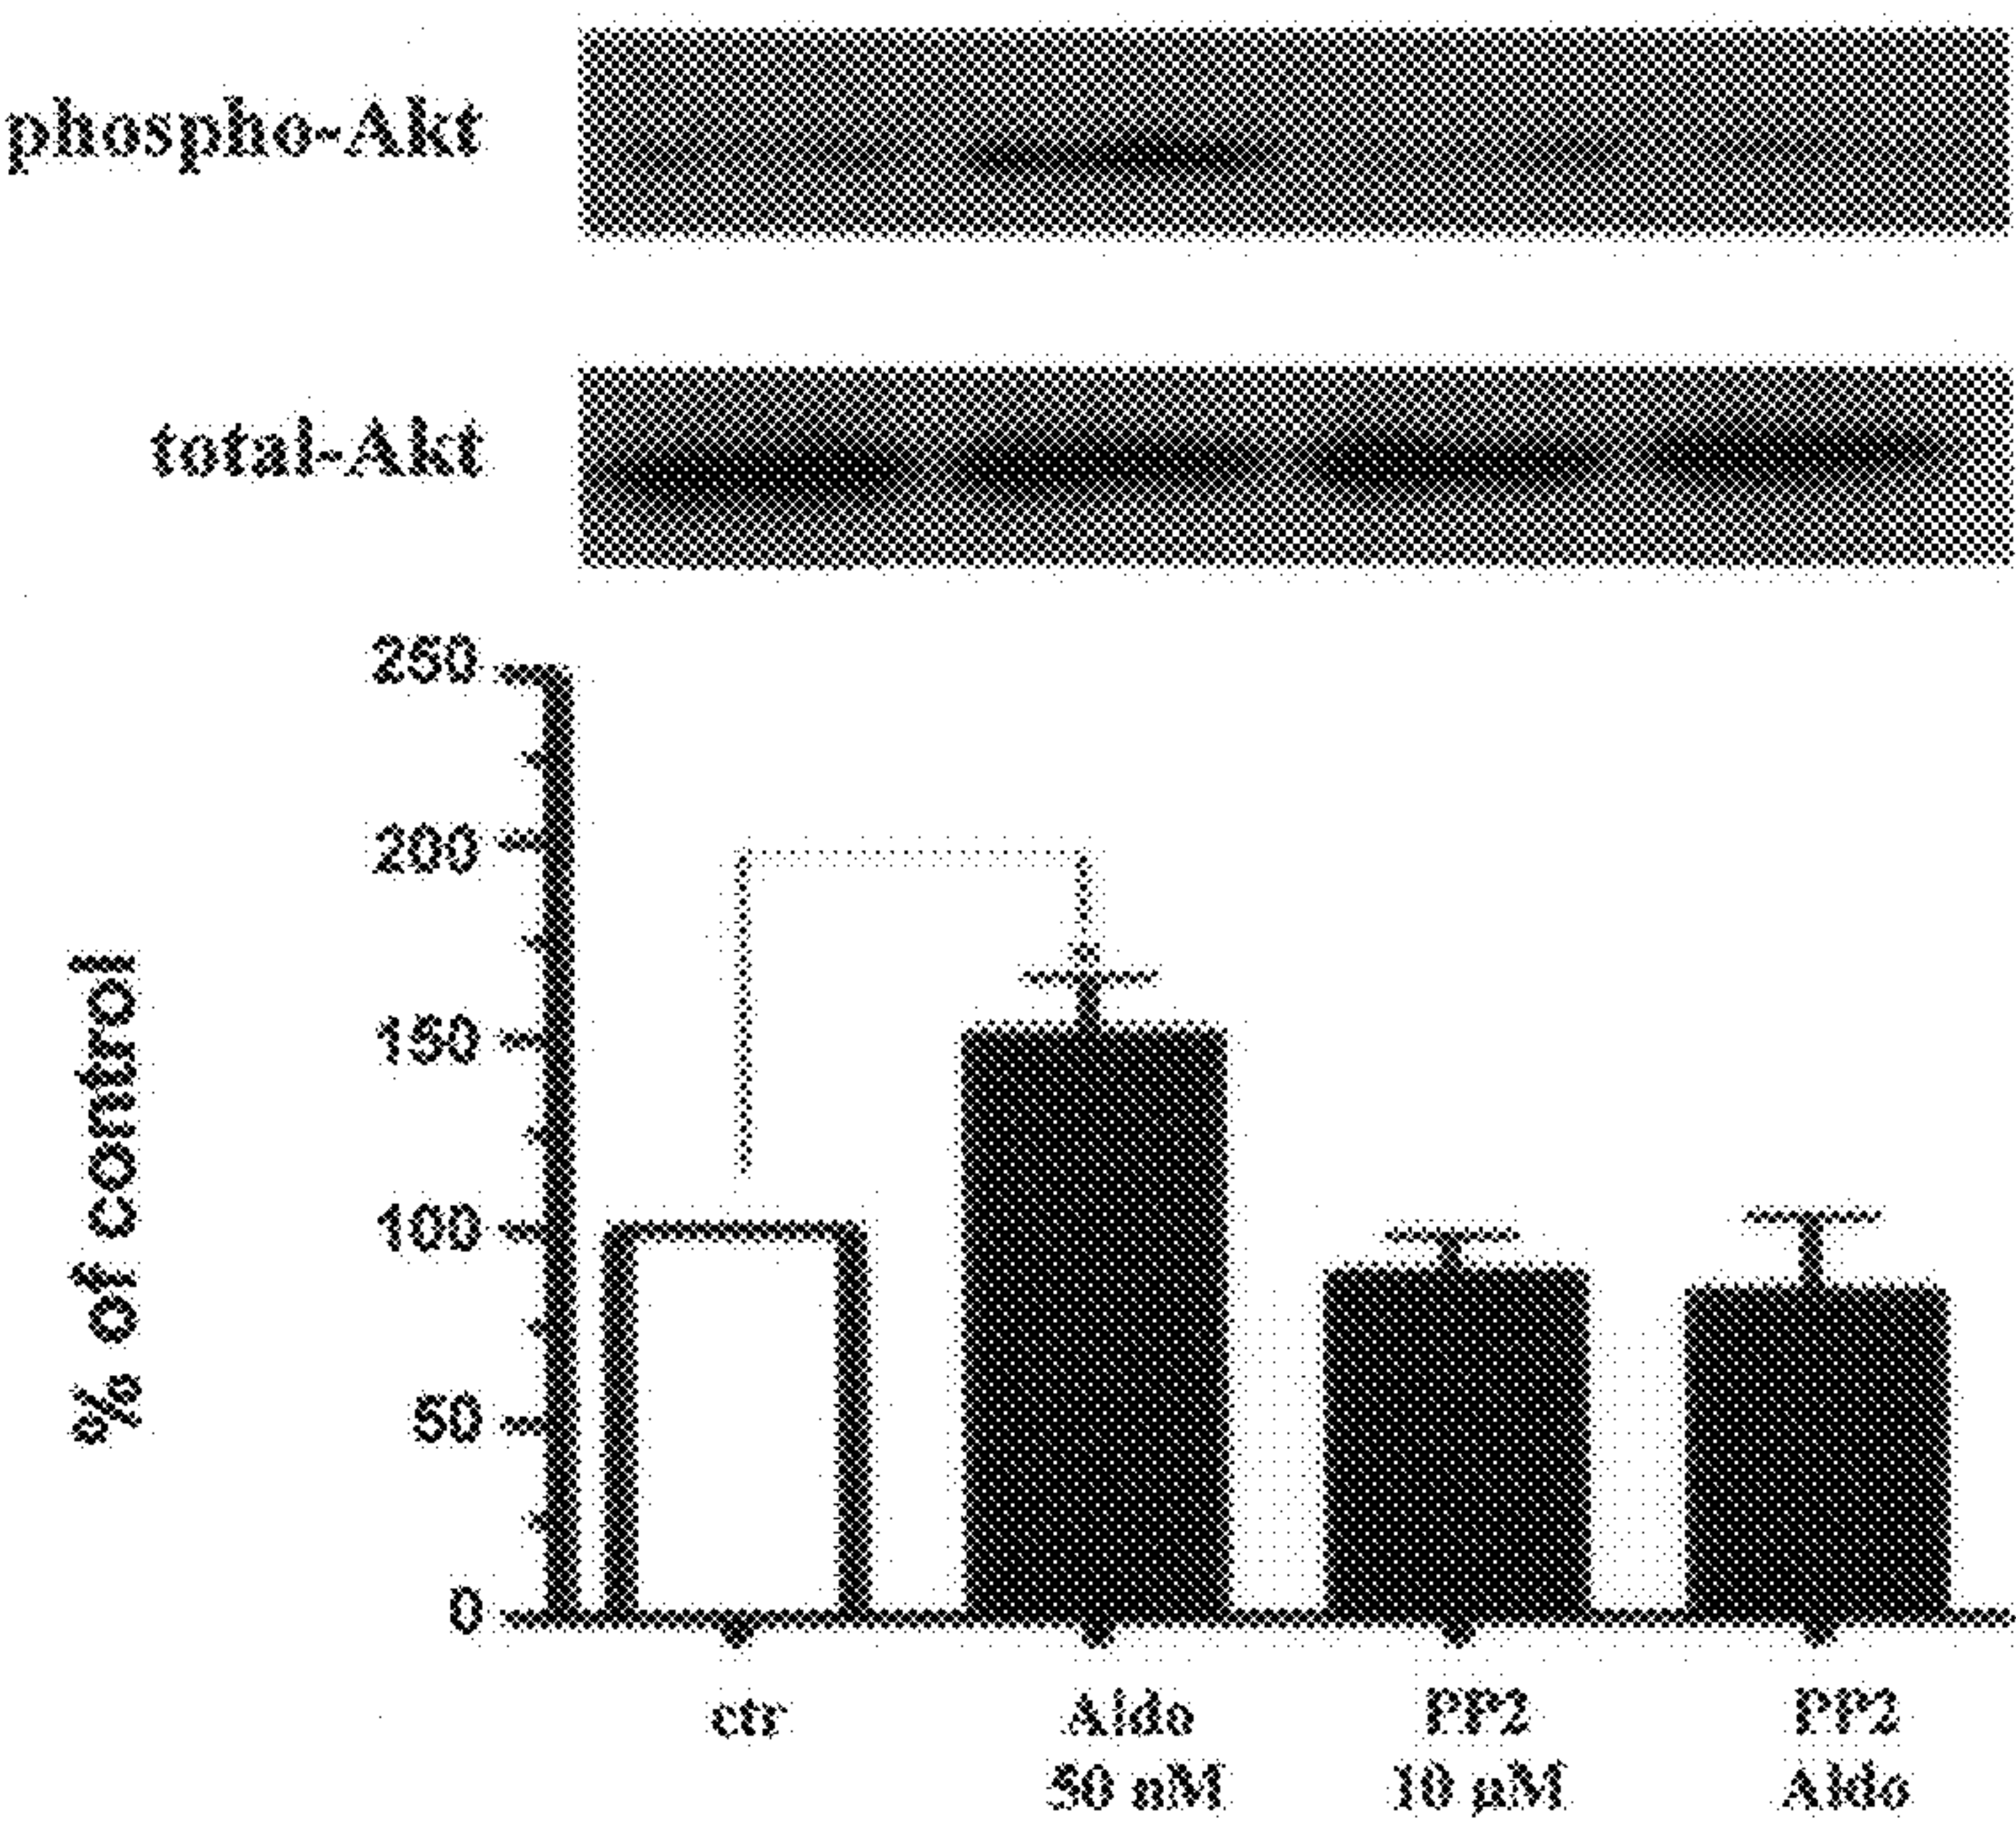 phospho-Akt
total-Akt
250
200
150
100
50
0
% of control
*
ctr
Aldo
50 nM
PP2
10 µM
PP2
Aldo